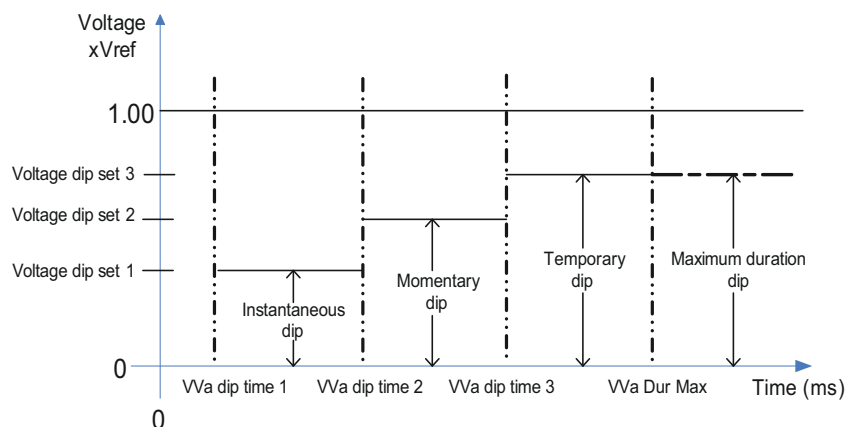 Voltage
xVref
1.00
Voltage dip set 3
Voltage dip set 2
Voltage dip set 1
Instantaneous
dip
Momentary
dip
Temporary
dip
Maximum duration
dip
0
VVa dip time 1
VVa dip time 2
VVa dip time 3
VVa Dur Max
Time (ms)
0